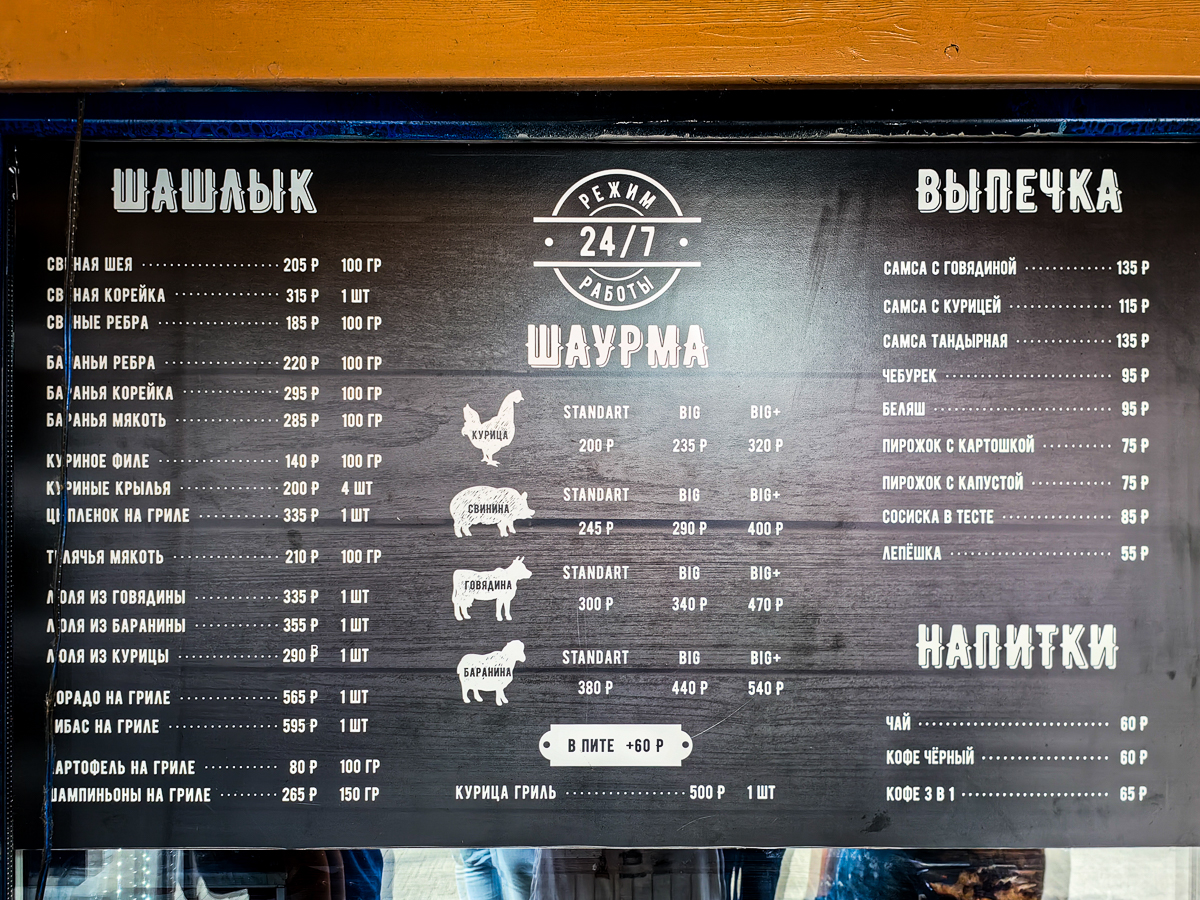 ШАШЛЫК
СВИНАЯ ШЕЯ 205 Р 100 ГР
СВИНАЯ КОРЕЙКА 315 Р 1 ШТ
СВИНЫЕ РЕБРА 185 Р 100 ГР
БАРАНЬИ РЕБРА 220 Р 100 ГР
БАРАНЬЯ КОРЕЙКА 295 Р 100 ГР
БАРАНЬЯ МЯКОТЬ 285 Р 100 ГР
КУРИНОЕ ФИЛЕ 140 Р 100 ГР
КУРИНЫЕ КРЫЛЬЯ 200 Р 4 ШТ
ЦЫПЛЕНОК НА ГРИЛЕ 335 Р 1 ШТ
ТЕЛЯЧЬЯ МЯКОТЬ 210 Р 100 ГР
ЛЮЛЯ ИЗ ГОВЯДИНЫ 335 Р 1 ШТ
ЛЮЛЯ ИЗ БАРАНИНЫ 355 Р 1 ШТ
ЛЮЛЯ ИЗ КУРИЦЫ 290 Р 1 ШТ
ДОРАДО НА ГРИЛЕ 565 Р 1 ШТ
СИБАС НА ГРИЛЕ 595 Р 1 ШТ
КАРТОФЕЛЬ НА ГРИЛЕ 80 Р 100 ГР
ШАМПИНЬОНЫ НА ГРИЛЕ 265 Р 150 ГР
РЕЖИМ
24/7
РАБОТЫ
ШАУРМА
STANDART BIG BIG+
КУРИЦА 200 Р 235 Р 320 Р
STANDART BIG BIG+
СВИНИНА 245 Р 290 Р 400 Р
STANDART BIG BIG+
ГОВЯДИНА 300 Р 340 Р 470 Р
STANDART BIG BIG+
БАРАНИНА 380 Р 440 Р 540 Р
В ПИТЕ +60 Р
КУРИЦА ГРИЛЬ 500 Р 1 ШТ
ВЫПЕЧКА
САМСА С ГОВЯДИНОЙ 135 Р
САМСА С КУРИЦЕЙ 115 Р
САМСА ТАНДЫРНАЯ 135 Р
ЧЕБУРЕК 95 Р
БЕЛЯШ 95 Р
ПИРОЖОК С КАРТОШКОЙ 75 Р
ПИРОЖОК С КАПУСТОЙ 75 Р
СОСИСКА В ТЕСТЕ 85 Р
ЛЕПЁШКА 55 Р
НАПИТКИ
ЧАЙ 60 Р
КОФЕ ЧЁРНЫЙ 60 Р
КОФЕ 3 В 1 65 Р